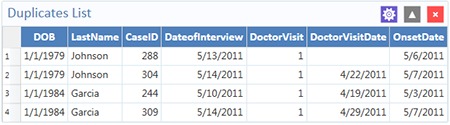 Duplicates List
DOB LastName CaseID DateofInterview DoctorVisit DoctorVisitDate OnsetDate
1 1/1/1979 Johnson 288 5/13/2011 1 5/6/2011
2 1/1/1979 Johnson 304 5/14/2011 1 4/22/2011 5/7/2011
3 1/1/1984 Garcia 244 5/10/2011 1 4/19/2011 5/3/2011
4 1/1/1984 Garcia 309 5/14/2011 1 4/29/2011 5/7/2011